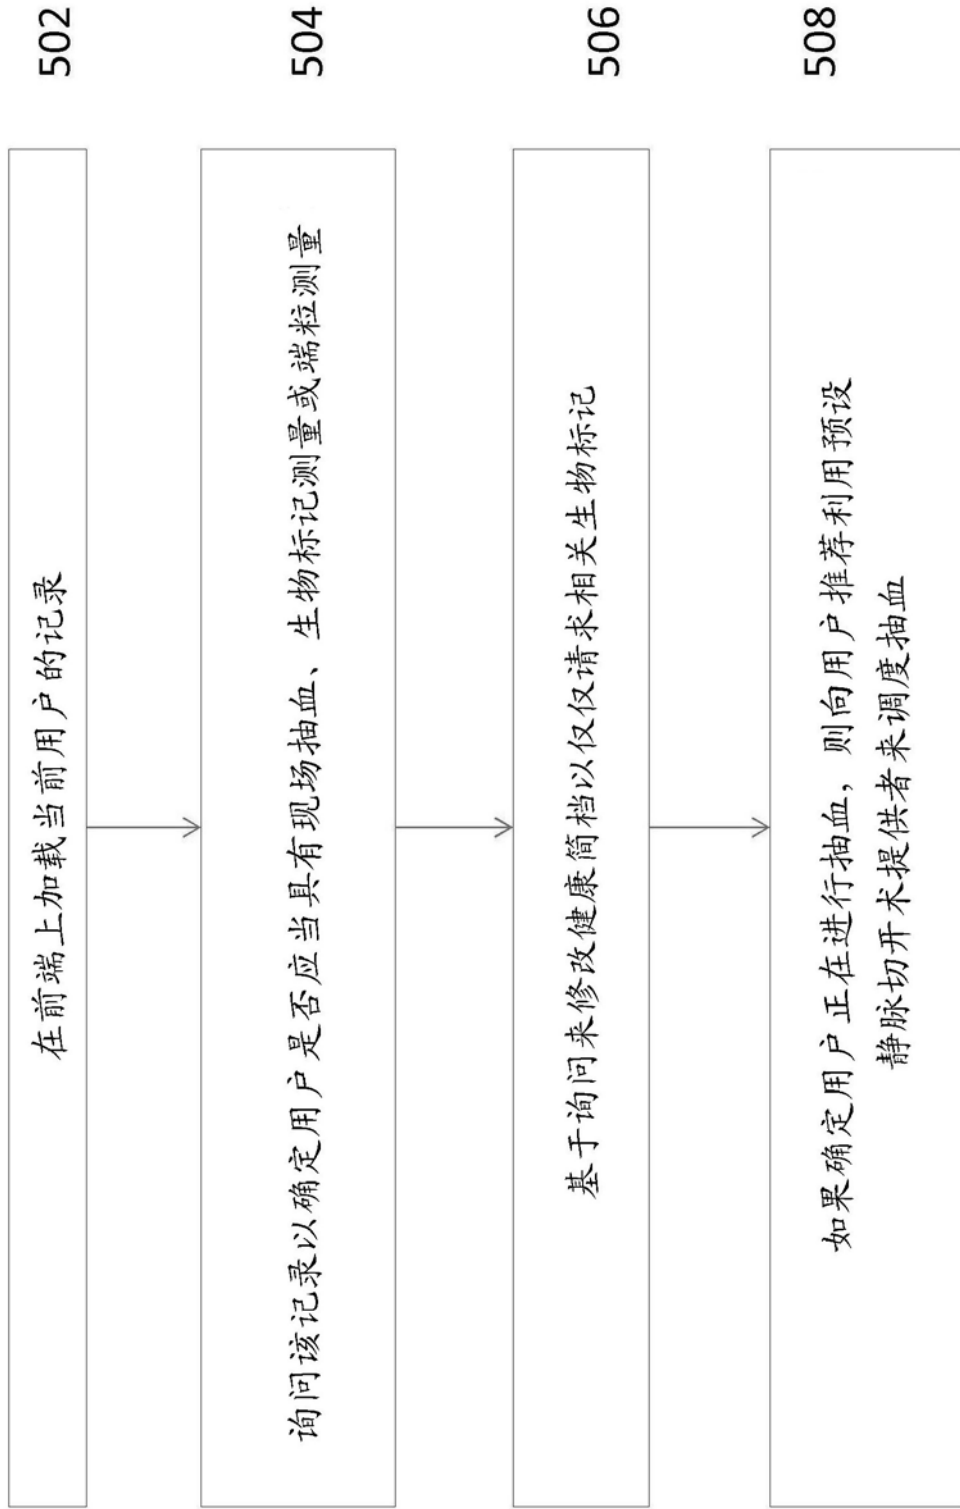 在前端上加载当前用户的记录
502
询问该记录以确定用户是否应当具有现场抽血、生物标记测量或端粒测量
504
基于询问来修改健康简档以仅仅请求相关生物标记
506
如果确定用户正在进行抽血，则向用户推荐利用预设
静脉切开术提供者来调度抽血
508